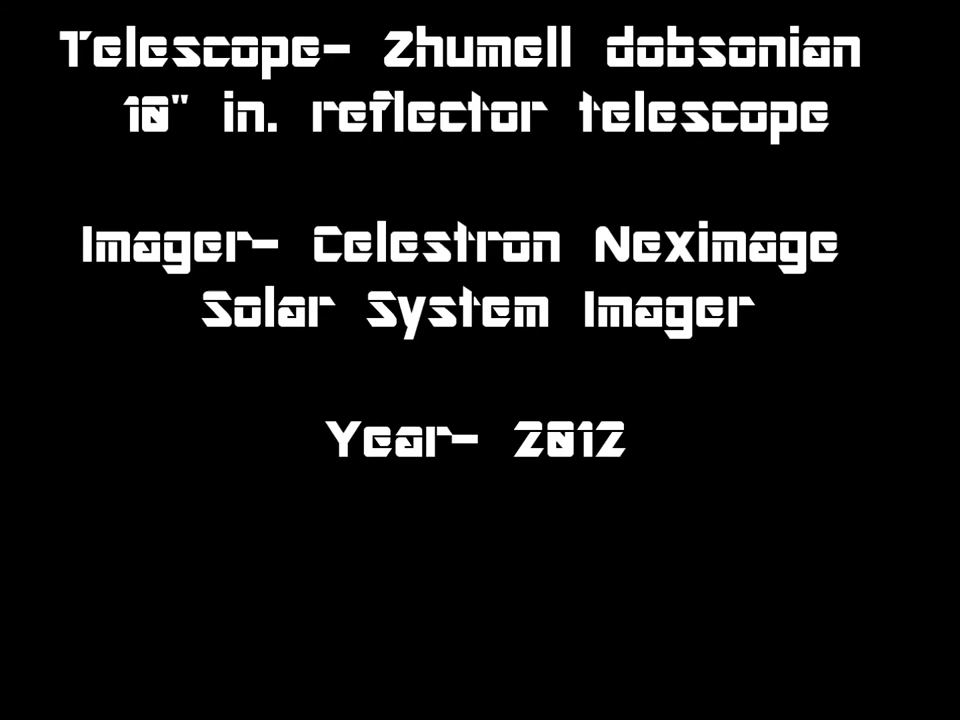 Telescope- Zhumell dobsonian
10" in. reflector telescope
Imager- Celestron Neximage
Solar System Imager
Year- 2012